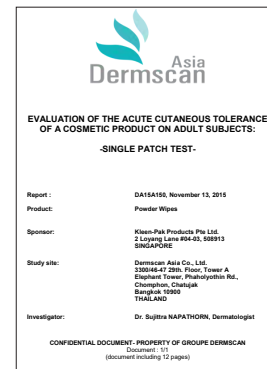 Asia
Dermscan
EVALUATION OF THE ACUTE CUTANEOUS TOLERANCE
OF A COSMETIC PRODUCT ON ADULT SUBJECTS:
-SINGLE PATCH TEST-
Report : DA15A150, November 13, 2015
Product: Powder Wipes
Sponsor: Kleen-Pak Products Pte Ltd.
2 Loyang Lane #04-03, 508913
SINGAPORE
Study site: Dermscan Asia Co., Ltd.
3300/46-47 29th. Floor, Tower A
Elephant Tower, Phaholyothin Rd.,
Chomphon, Chatujak
Bangkok 10900
THAILAND
Investigator: Dr. Sujittra NAPATHORN, Dermatologist
CONFIDENTIAL DOCUMENT- PROPERTY OF GROUPE DERMSCAN
Document : 1/1
(document including 12 pages)